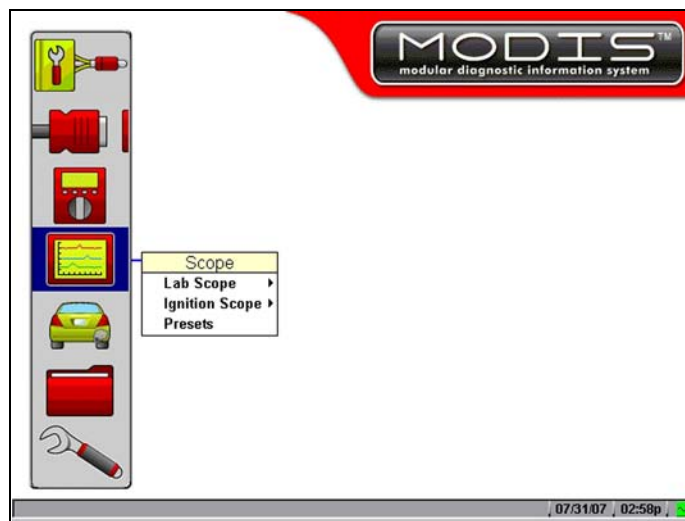 MODIS™
modular diagnostic information system
Scope
Lab Scope
Ignition Scope
Presets
07/31/07 02:58p